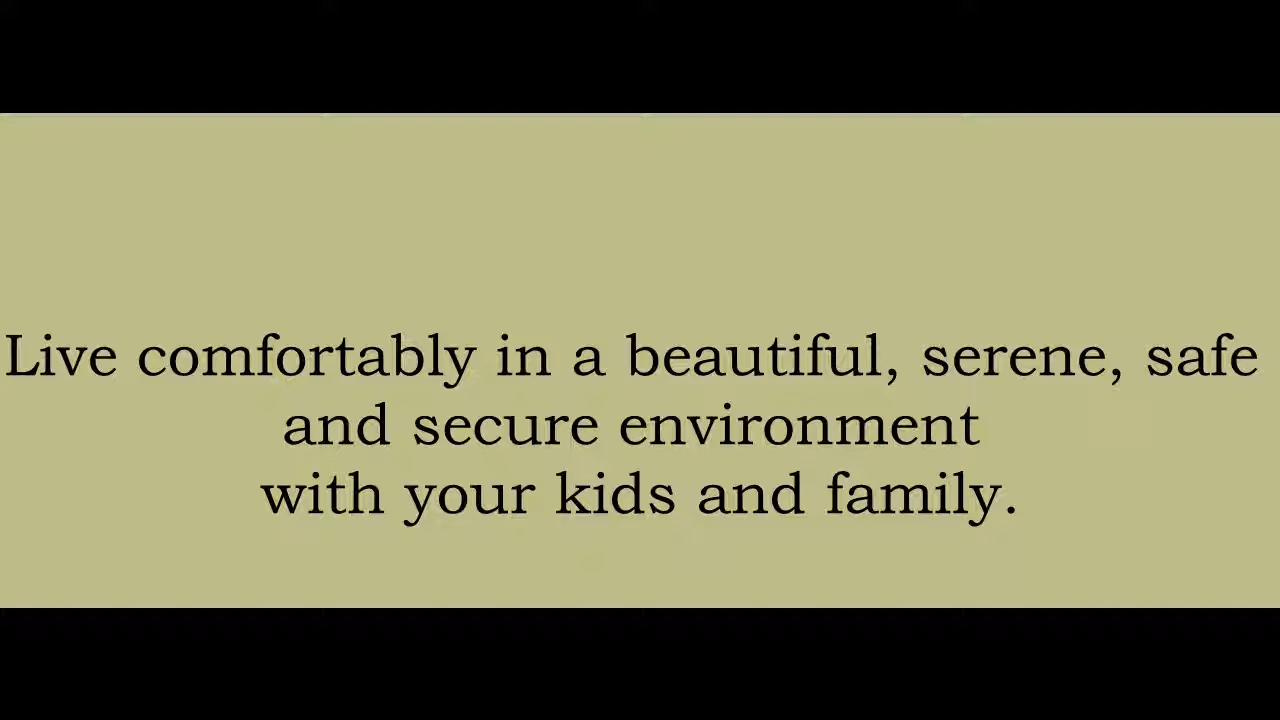 Live comfortably in a beautiful, serene, safe
and secure environment
with your kids and family.